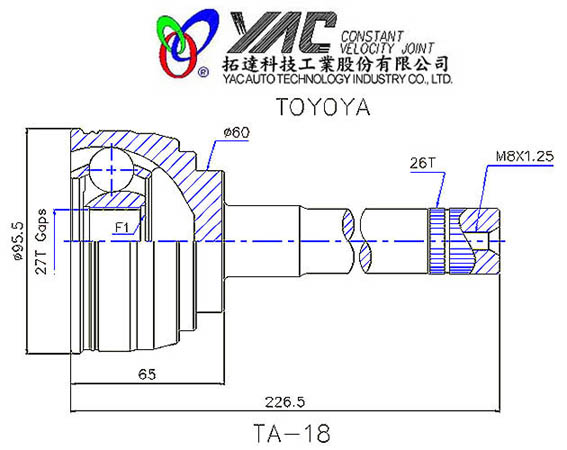 YAC CONSTANT
VELOCITY JOINT
®
拓達科技工業股份有限公司
YAC AUTO TECHNOLOGY INDUSTRY CO., LTD.
TOYOYA
ø60
26T
M8X1.25
ø95.5
27T Gaps
F1
65
226.5
TA-18